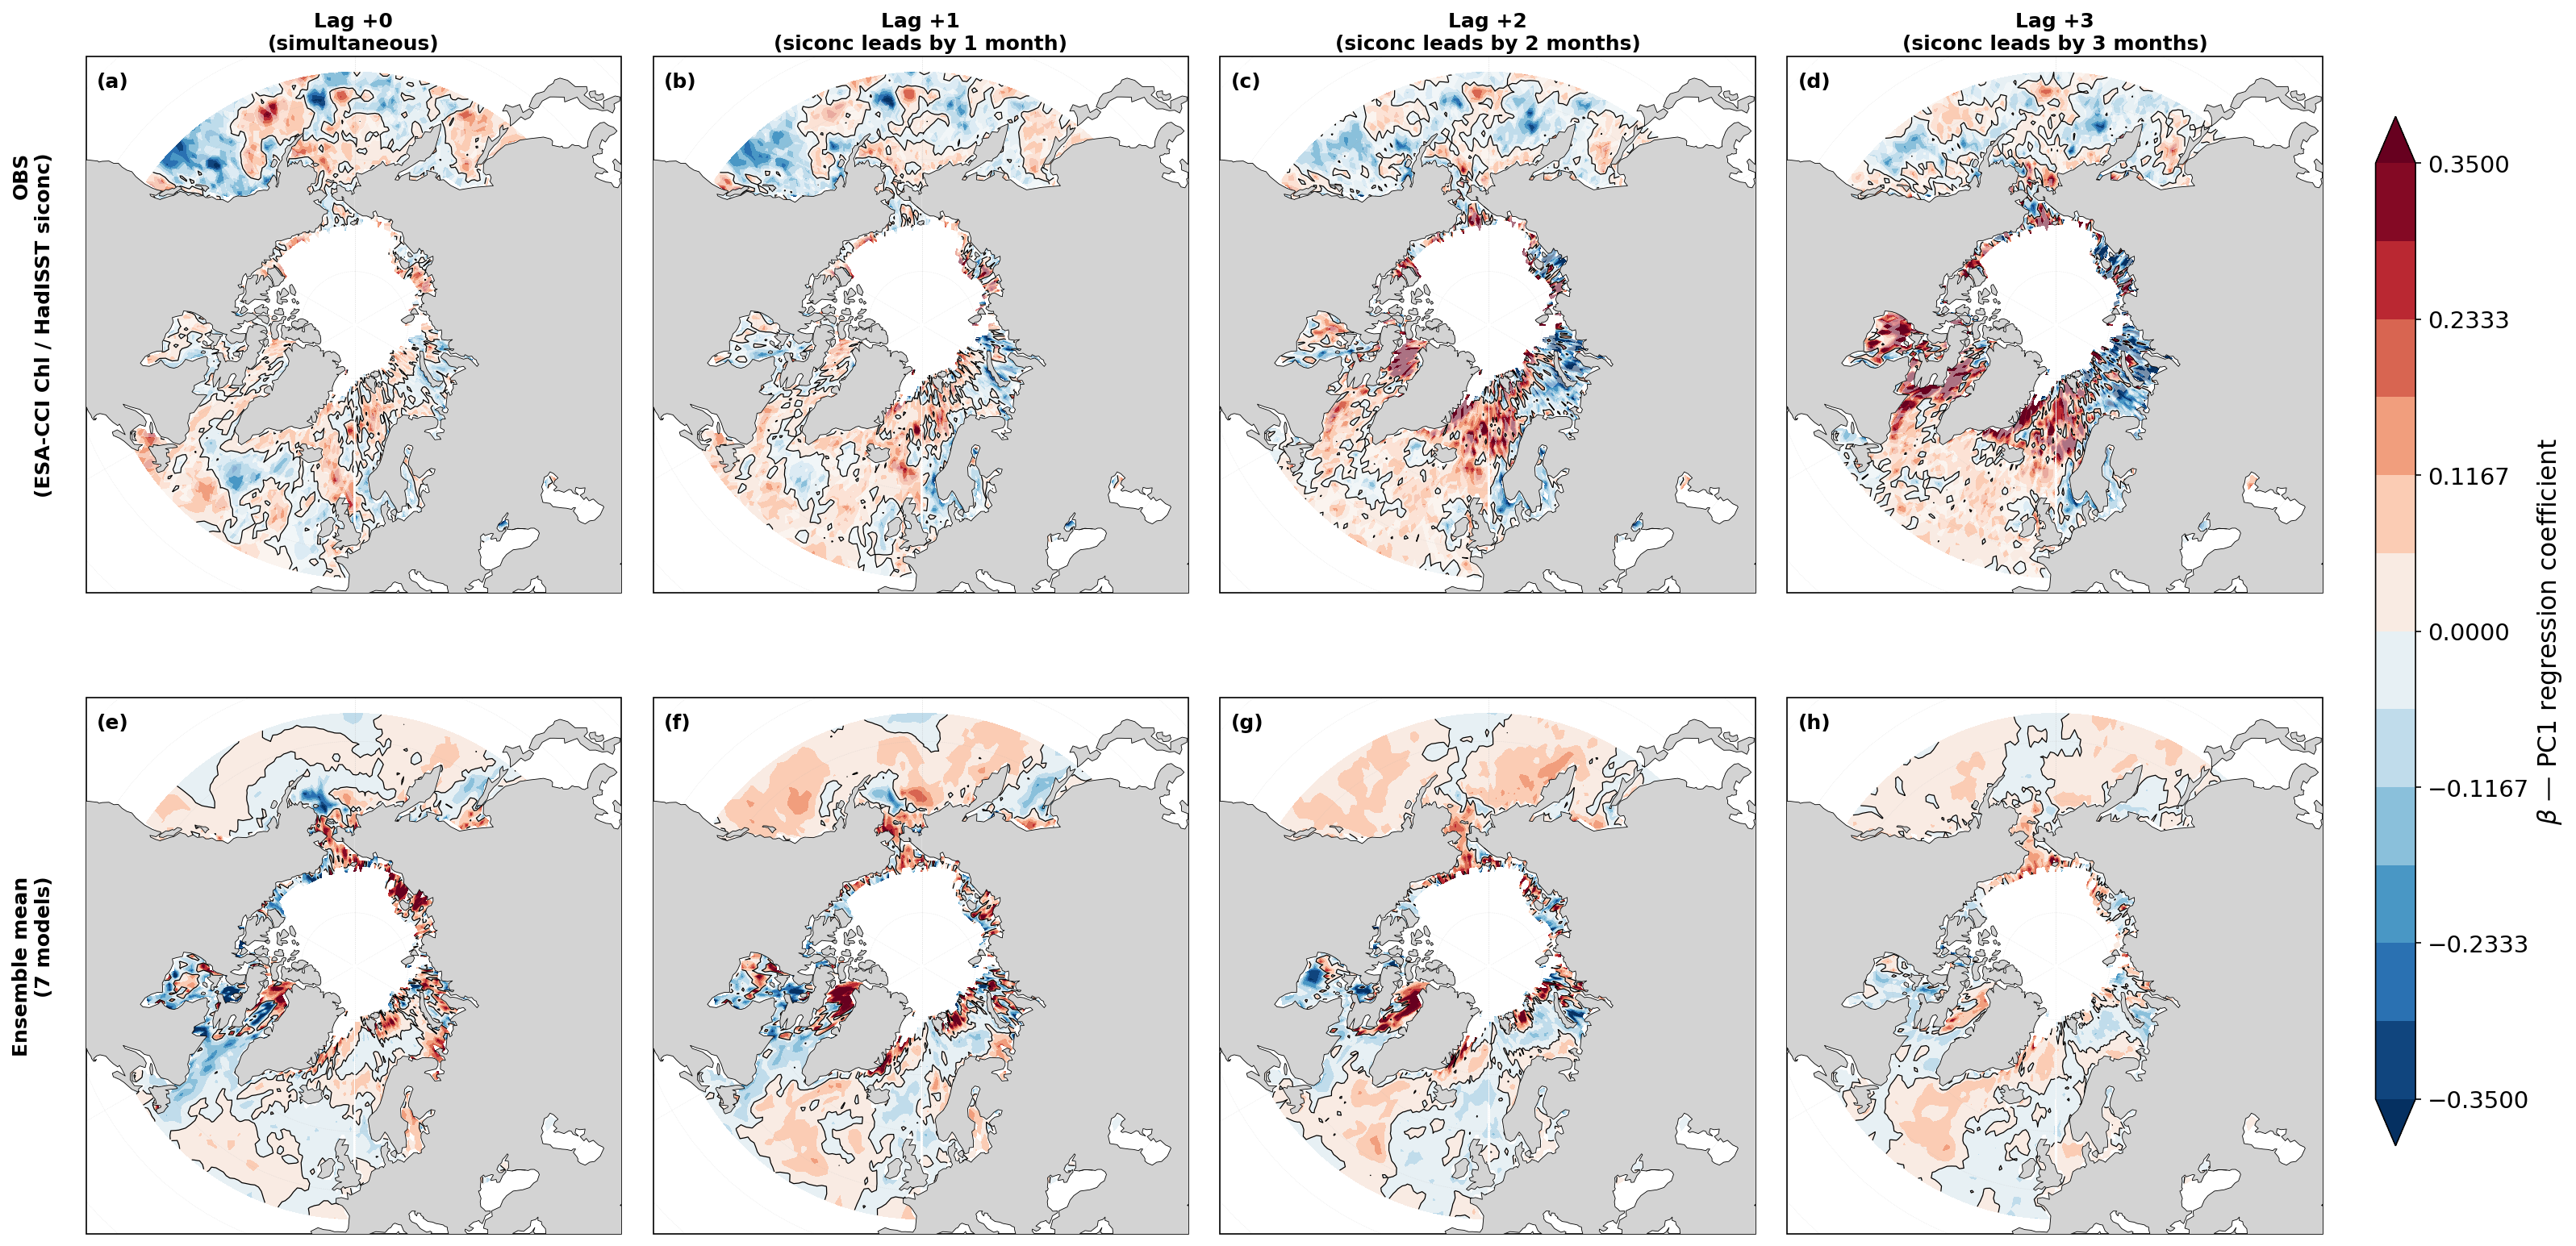 Lag +0
(simultaneous)
Lag +1
(siconc leads by 1 month)
Lag +2
(siconc leads by 2 months)
Lag +3
(siconc leads by 3 months)
OBS
(ESA-CCI Chl / HadISST siconc)
(a)
(b)
(c)
(d)
Ensemble mean
(7 models)
(e)
(f)
(g)
(h)
0.3500
0.2333
0.1167
0.0000
−0.1167
−0.2333
−0.3500
β — PC1 regression coefficient